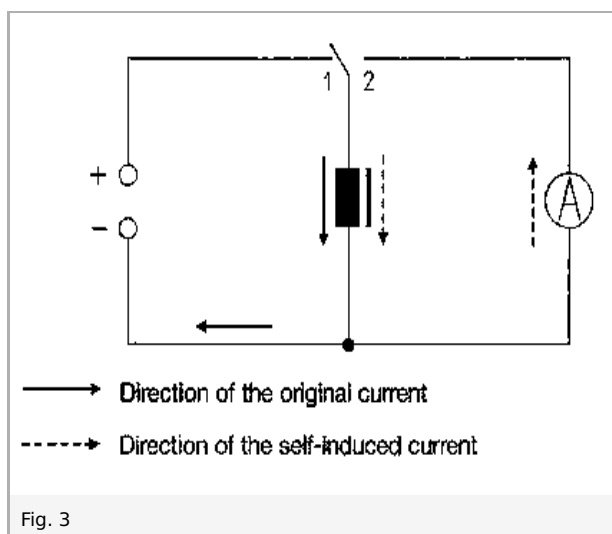 1 2
+
-
A
Direction of the original current
Direction of the self-induced current
Fig. 3